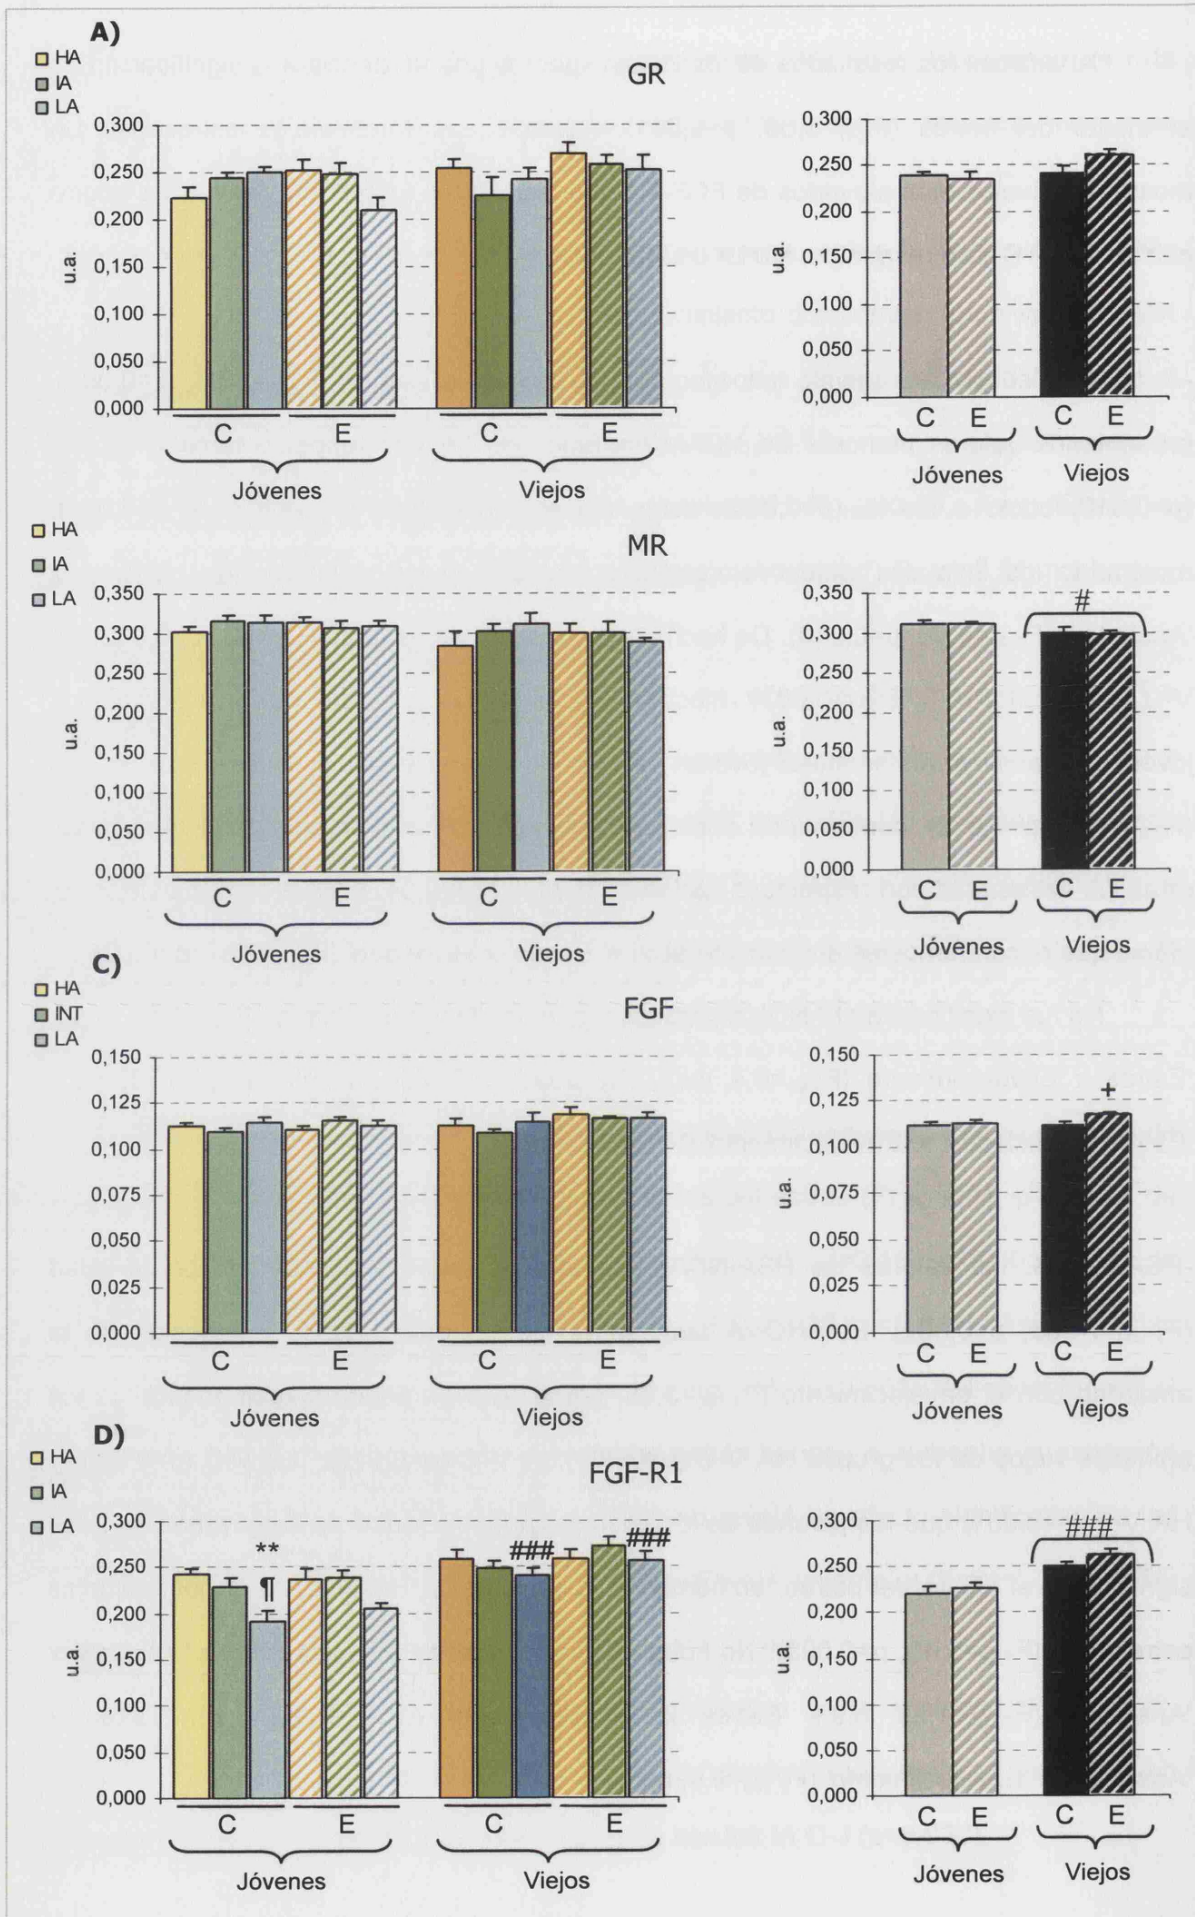 A)
HA
IA
LA
GR
0,300
0,250
0,200
0,150
0,100
0,050
0,000
u.a.
C E C E
Jóvenes Viejos
0,300
0,250
0,200
0,150
0,100
0,050
0,000
u.a.
C E C E
Jóvenes Viejos
HA
IA
LA
MR
0,350
0,300
0,250
0,200
0,150
0,100
0,050
0,000
u.a.
C E C E
Jóvenes Viejos
#
0,350
0,300
0,250
0,200
0,150
0,100
0,050
0,000
u.a.
C E C E
Jóvenes Viejos
C)
HA
INT
LA
FGF
0,150
0,125
0,100
0,075
0,050
0,025
0,000
u.a.
C E C E
Jóvenes Viejos
+
0,150
0,125
0,100
0,075
0,050
0,025
0,000
u.a.
C E C E
Jóvenes Viejos
D)
HA
IA
LA
FGF-R1
0,300
0,250
0,200
0,150
0,100
0,050
0,000
u.a.
**
¶
### ###
C E C E
Jóvenes Viejos
###
0,300
0,250
0,200
0,150
0,100
0,050
0,000
u.a
C E C E
Jóvenes Viejos